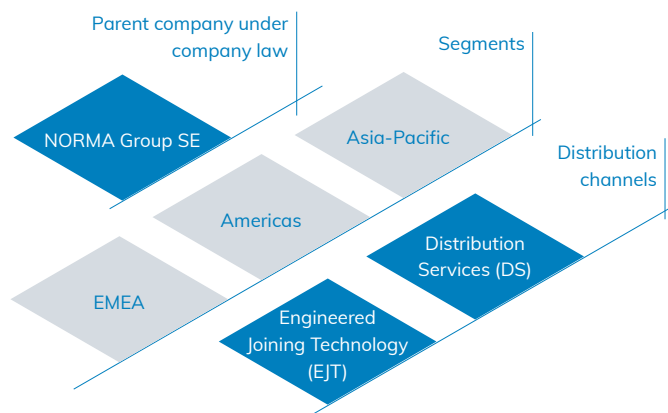 Parent company under
company law
NORMA Group SE
Segments
Asia-Pacific
Americas
EMEA
Distribution
channels
Distribution
Services (DS)
Engineered
Joining Technology
(EJT)